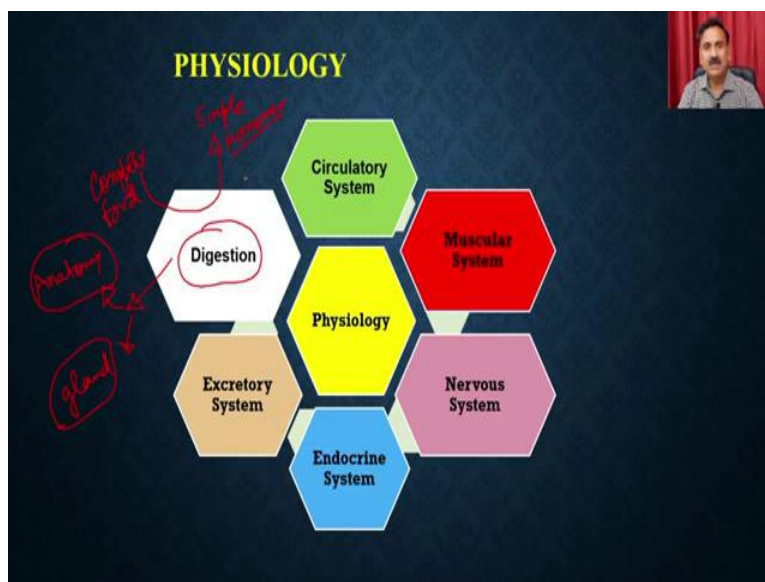 PHYSIOLOGY
Simple
Complex
food
Circulatory
System
Muscular
System
Digestion
Anatomy
Physiology
gland
Excretory
System
Nervous
System
Endocrine
System